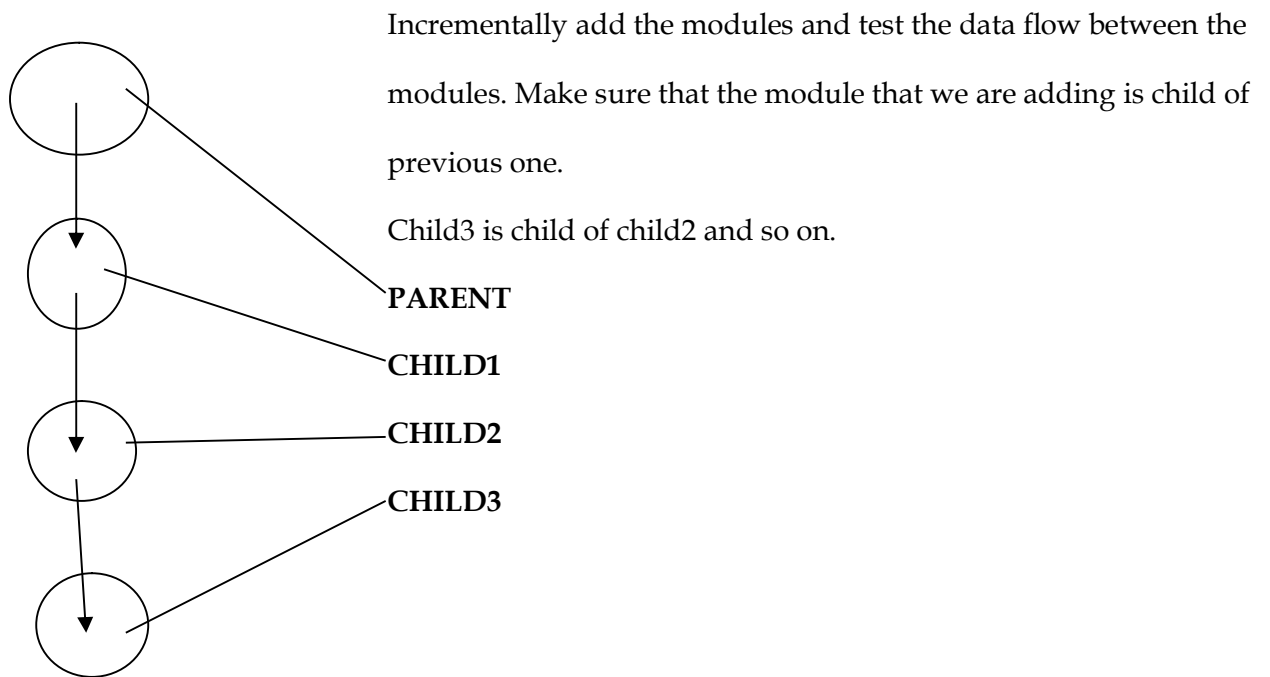 Incrementally add the modules and test the data flow between the
modules. Make sure that the module that we are adding is child of
previous one.
Child3 is child of child2 and so on.
PARENT
CHILD1
CHILD2
CHILD3